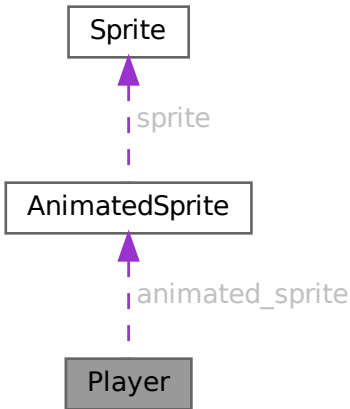 Sprite
sprite
AnimatedSprite
animated_sprite
Player